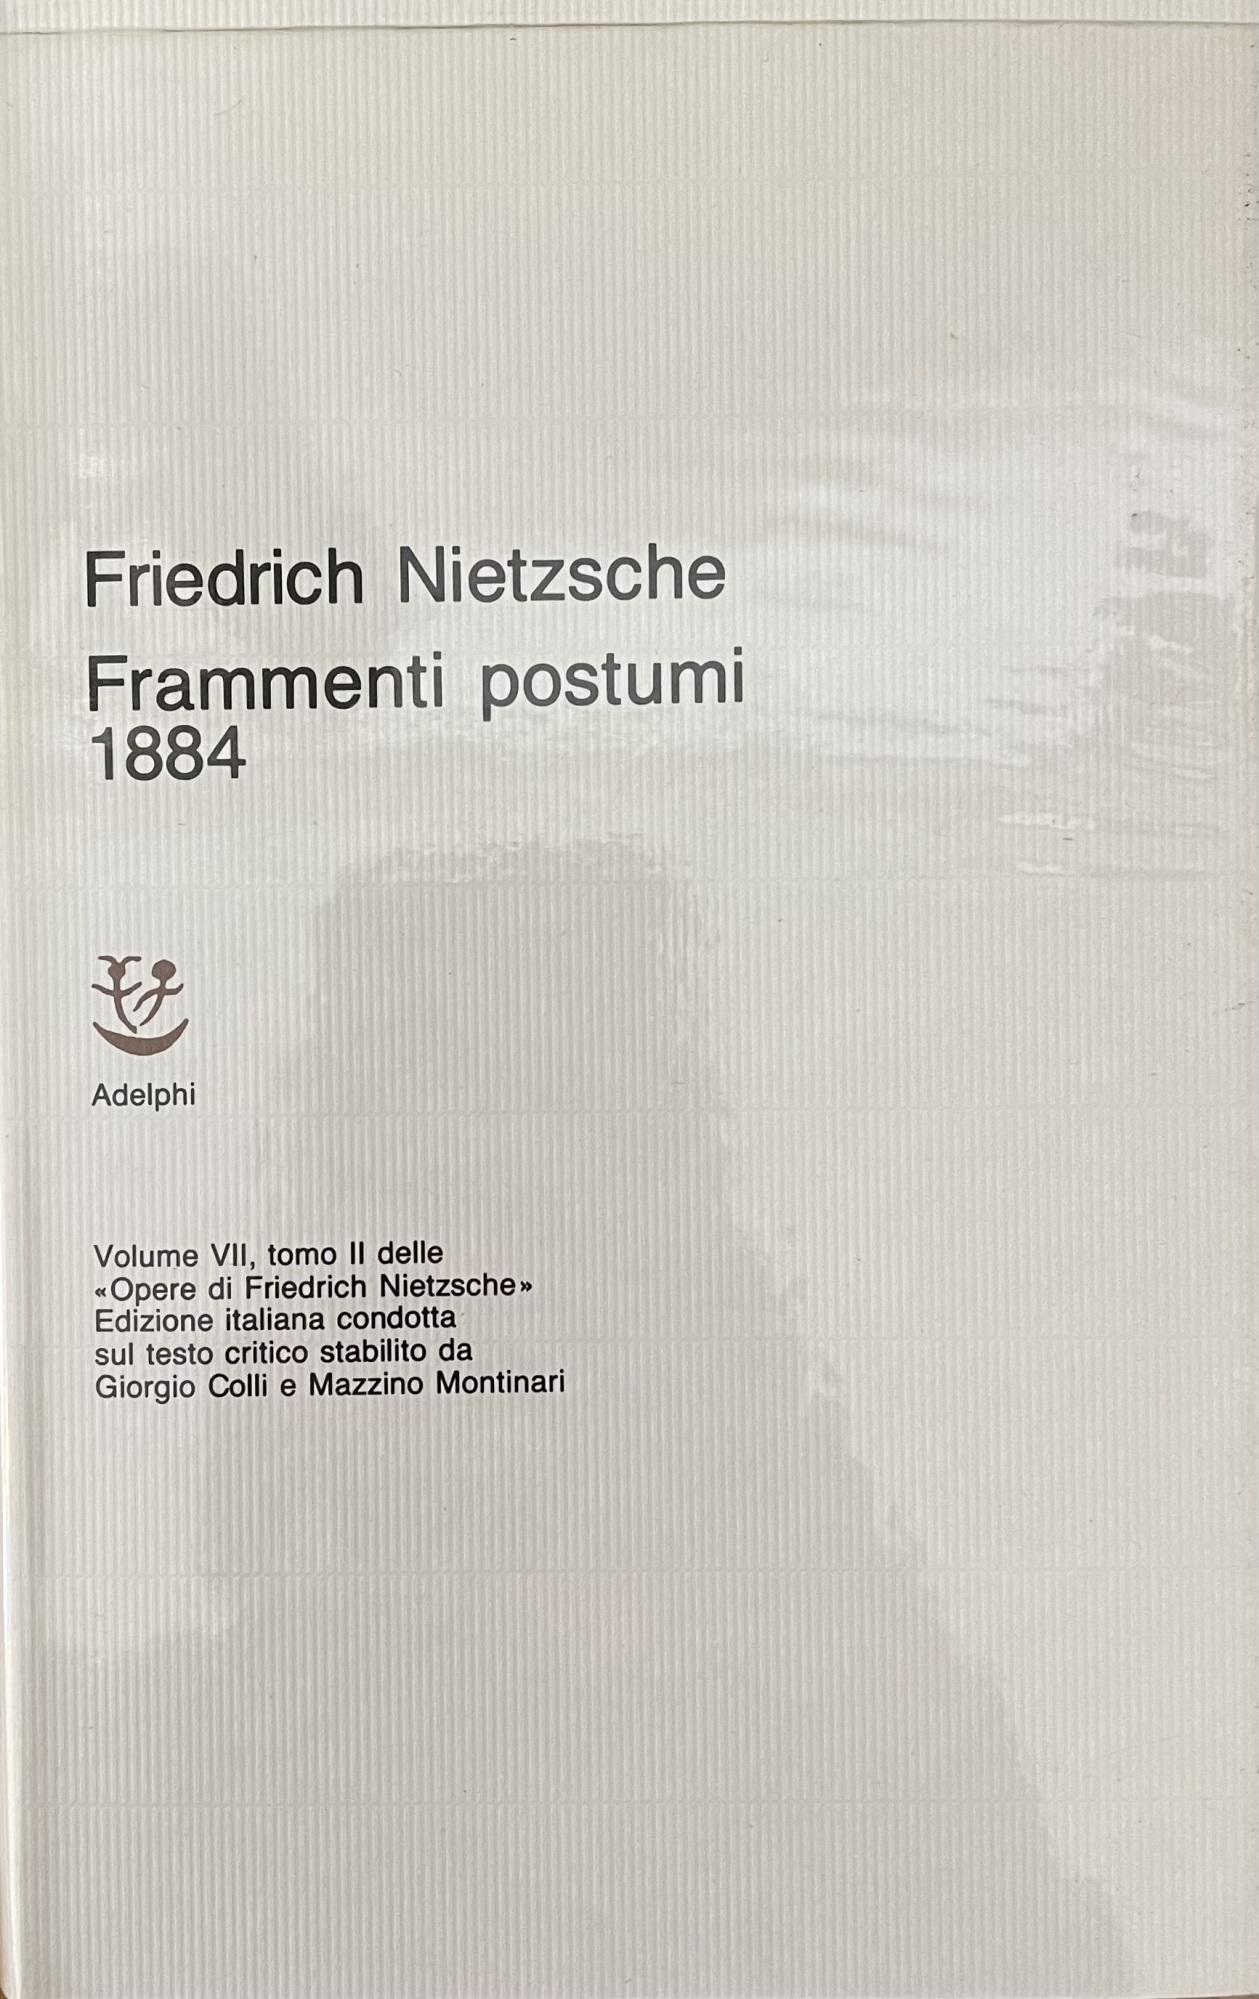 Friedrich Nietzsche
Frammenti postumi
1884
Adelphi
Volume VII, tomo II delle
«Opere di Friedrich Nietzsche»
Edizione italiana condotta
sul testo critico stabilito da
Giorgio Colli e Mazzino Montinari